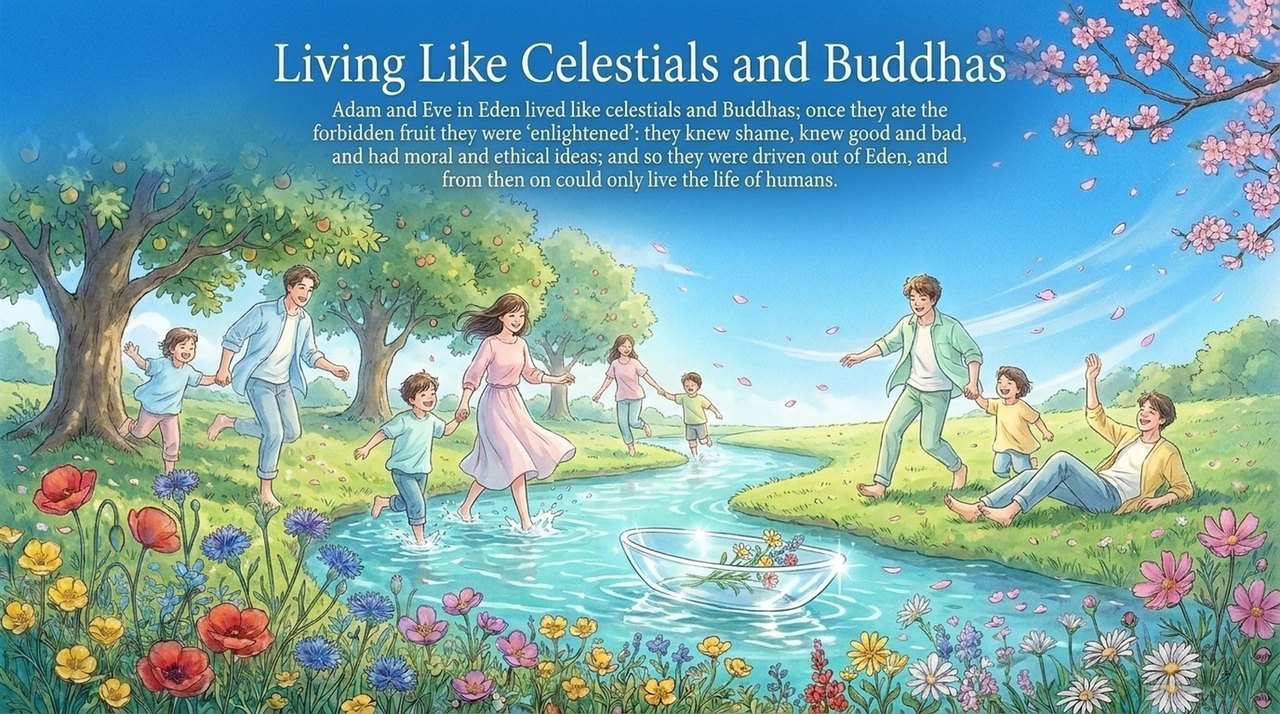 Living Like Celestials and Buddhas
Adam and Eve in Eden lived like celestials and Buddhas; once they ate the
forbidden fruit they were ‘enlightened’: they knew shame, knew good and bad,
and had moral and ethical ideas; and so they were driven out of Eden, and
from then on could only live the life of humans.